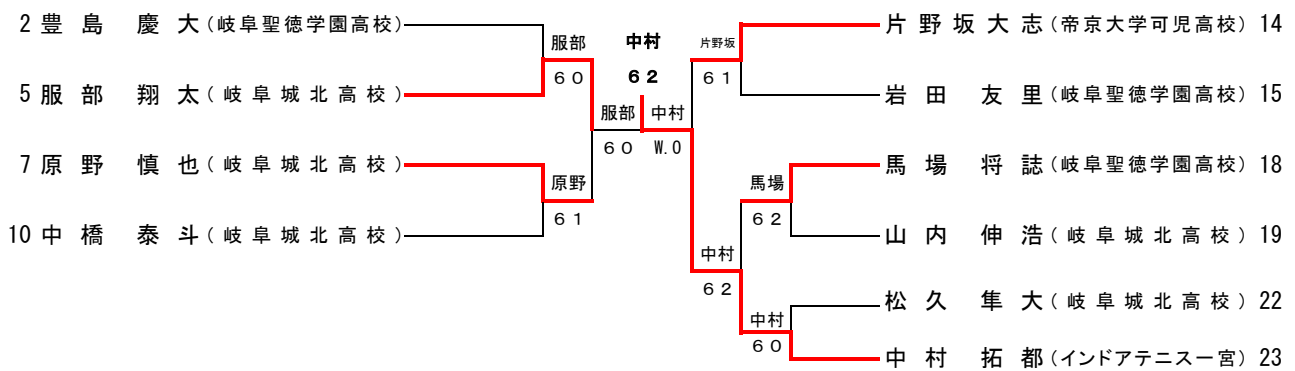 2 豊島 慶大(岐阜聖徳学園高校)
服部
60
5 服部 翔太(岐阜城北高校)
服部
60
7 原野 慎也(岐阜城北高校)
原野
61
10 中橋 泰斗(岐阜城北高校)
中村
62
片野坂大志(帝京大学可児高校) 14
片野坂
61
岩田 友里(岐阜聖徳学園高校) 15
中村
W.0
馬場 将誌(岐阜聖徳学園高校) 18
馬場
62
山内 伸浩(岐阜城北高校) 19
中村
62
松久 隼大(岐阜城北高校) 22
中村
60
中村 拓都(インドアテニス一宮) 23